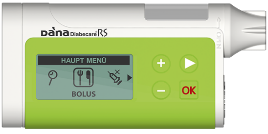 DANA Diabecare RS
HAUPT MENÜ
BOLUS
OK